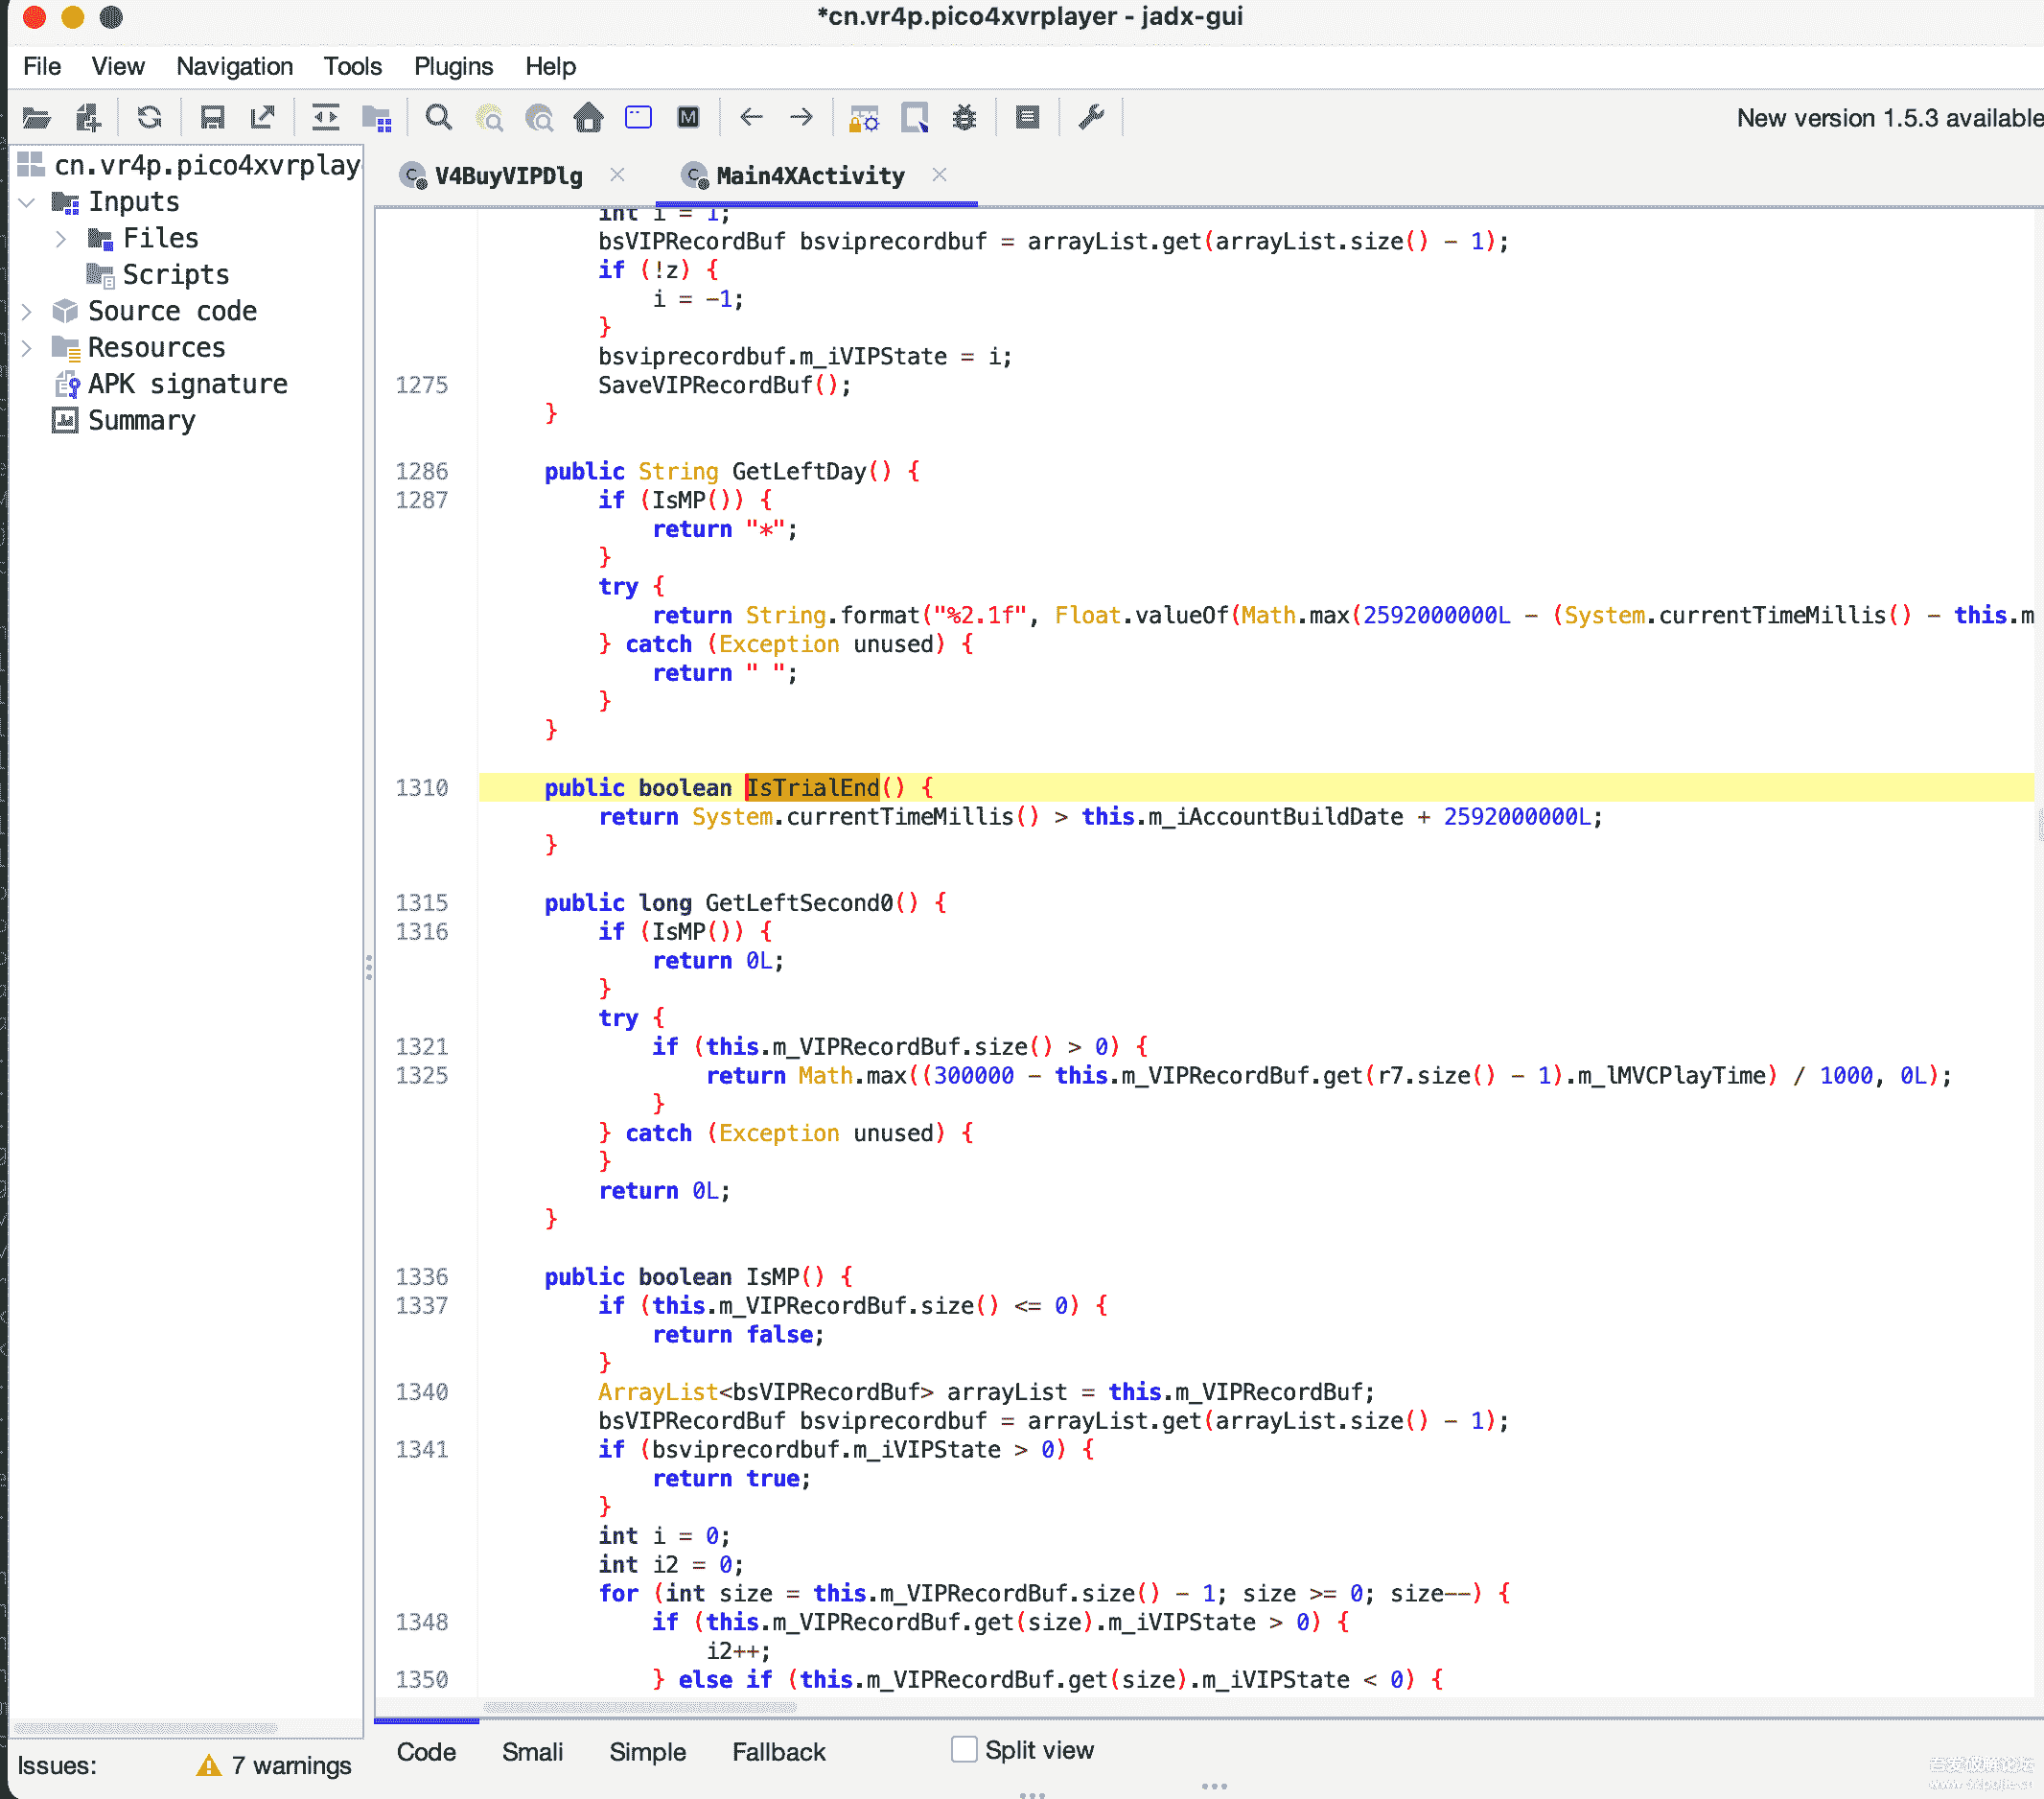 *cn.vr4p.pico4xvrplayer - jadx-gui
File View Navigation Tools Plugins Help
New version 1.5.3 available
cn.vr4p.pico4xvrplay
Inputs
Files
Scripts
Source code
Resources
APK signature
Summary
V4BuyVIPDlg
Main4XActivity
int i = 1;
bsVIPRecordBuf bsviprecordbuf = arrayList.get(arrayList.size() - 1);
if (!z) {
i = -1;
}
bsviprecordbuf.m_iVIPState = i;
1275 SaveVIPRecordBuf();
}
1286 public String GetLeftDay() {
1287 if (IsMP()) {
return "*";
}
try {
return String.format("%2.1f", Float.valueOf(Math.max(2592000000L - (System.currentTimeMillis() - this.m
} catch (Exception unused) {
return " ";
}
}
1310 public boolean IsTrialEnd() {
return System.currentTimeMillis() > this.m_iAccountBuildDate + 2592000000L;
}
1315 public long GetLeftSecond0() {
1316 if (IsMP()) {
return 0L;
}
try {
1321 if (this.m_VIPRecordBuf.size() > 0) {
1325 return Math.max((300000 - this.m_VIPRecordBuf.get(r7.size() - 1).m_lMVCPlayTime) / 1000, 0L);
}
} catch (Exception unused) {
}
return 0L;
}
1336 public boolean IsMP() {
1337 if (this.m_VIPRecordBuf.size() <= 0) {
return false;
}
1340 ArrayList<bsVIPRecordBuf> arrayList = this.m_VIPRecordBuf;
bsVIPRecordBuf bsviprecordbuf = arrayList.get(arrayList.size() - 1);
1341 if (bsviprecordbuf.m_iVIPState > 0) {
return true;
}
int i = 0;
int i2 = 0;
for (int size = this.m_VIPRecordBuf.size() - 1; size >= 0; size--) {
1348 if (this.m_VIPRecordBuf.get(size).m_iVIPState > 0) {
i2++;
1350 } else if (this.m_VIPRecordBuf.get(size).m_iVIPState < 0) {
Code Smali Simple Fallback Split view
Issues: 7 warnings